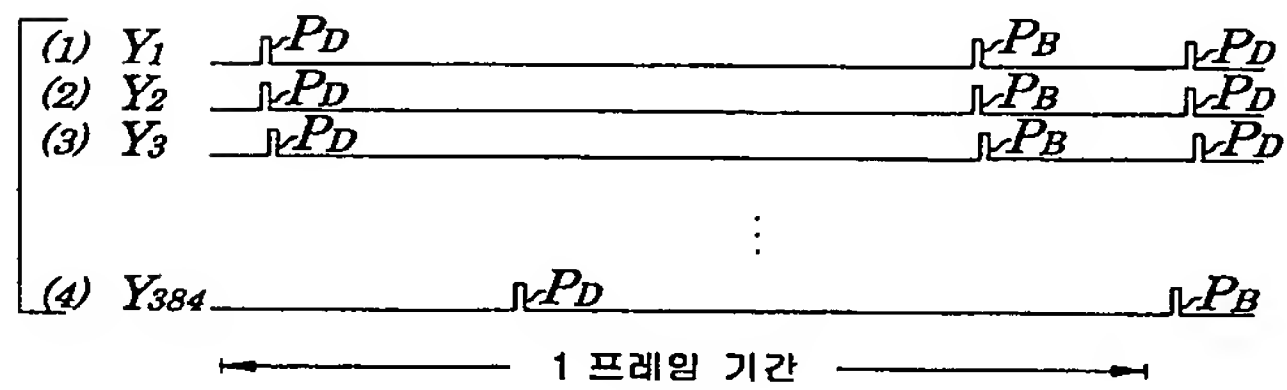 (1) Y1 PD PB PD
(2) Y2 PD PB PD
(3) Y3 PD PB PD
⋮
(4) Y384 PD PB
1 프레임 기간